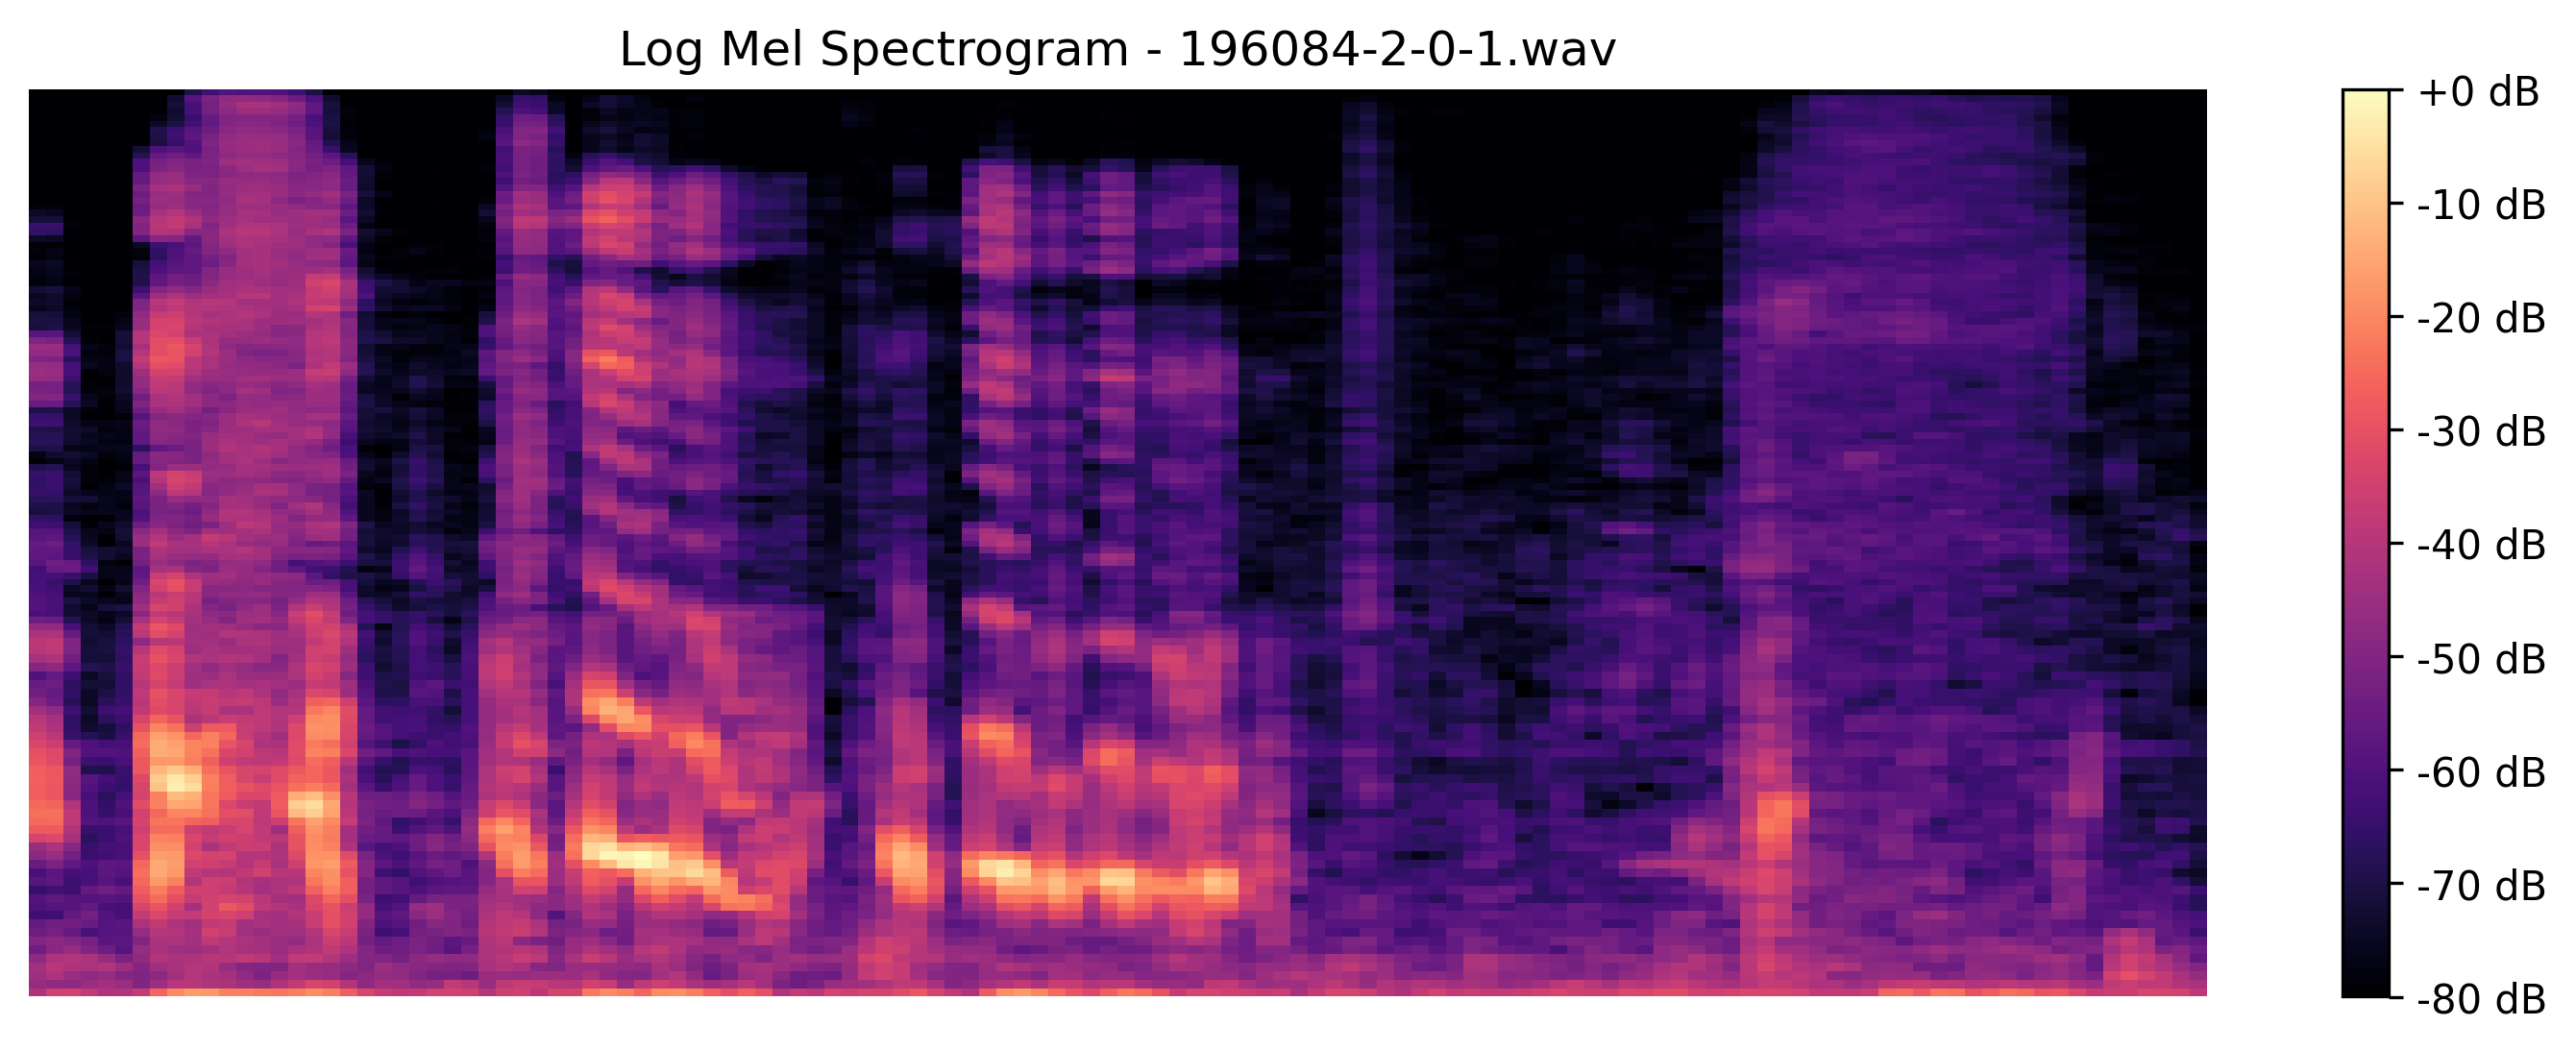 Log Mel Spectrogram - 196084-2-0-1.wav
+0 dB
-10 dB
-20 dB
-30 dB
-40 dB
-50 dB
-60 dB
-70 dB
-80 dB